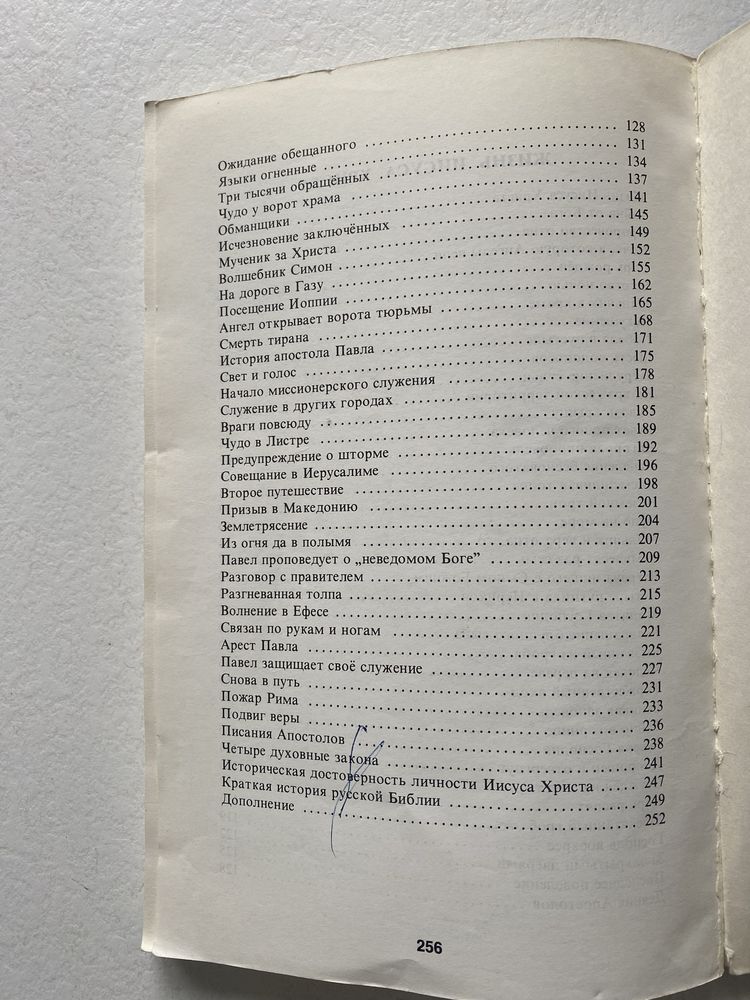 Ожидание обещанного ........ 128
Языки огненные ........ 131
Три тысячи обращённых ........ 134
Чудо у ворот храма ........ 137
Обманщики ........ 141
Исчезновение заключённых ........ 145
Мученик за Христа ........ 149
Волшебник Симон ........ 152
На дороге в Газу ........ 155
Посещение Иоппии ........ 162
Ангел открывает ворота тюрьмы ........ 165
Смерть тирана ........ 168
История апостола Павла ........ 171
Свет и голос ........ 175
Начало миссионерского служения ........ 178
Служение в других городах ........ 181
Враги повсюду ........ 185
Чудо в Листре ........ 189
Предупреждение о шторме ........ 192
Совещание в Иерусалиме ........ 196
Второе путешествие ........ 198
Призыв в Македонию ........ 201
Землетрясение ........ 204
Из огня да в полымя ........ 207
Павел проповедует о „неведомом Боге” ........ 209
Разговор с правителем ........ 213
Разгневанная толпа ........ 215
Волнение в Ефесе ........ 219
Связан по рукам и ногам ........ 221
Арест Павла ........ 225
Павел защищает своё служение ........ 227
Снова в путь ........ 231
Пожар Рима ........ 233
Подвиг веры ........ 236
Писания Апостолов ........ 238
Четыре духовные закона ........ 241
Историческая достоверность личности Иисуса Христа ..... 247
Краткая история русской Библии ........ 249
Дополнение ........ 252
256